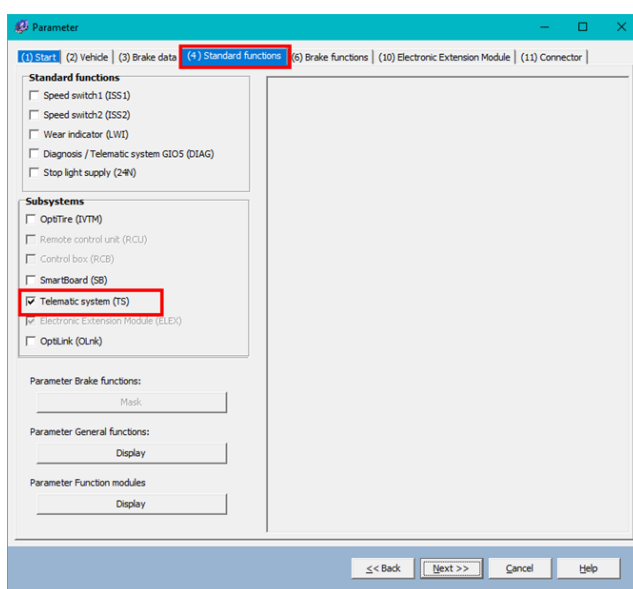 Parameter
(1) Start (2) Vehicle (3) Brake data (4) Standard functions (6) Brake functions (10) Electronic Extension Module (11) Connector
Standard functions
Speed switch1 (ISS1)
Speed switch2 (ISS2)
Wear indicator (LWI)
Diagnosis / Telematic system GIO5 (DIAG)
Stop light supply (24N)
Subsystems
OptiTire (IVTM)
Remote control unit (RCU)
Control box (RCB)
SmartBoard (SB)
Telematic system (TS)
Electronic Extension Module (ELEX)
OptiLink (OLnk)
Parameter Brake functions:
Mask
Parameter General functions:
Display
Parameter Function modules
Display
<< Back Next >> Cancel Help